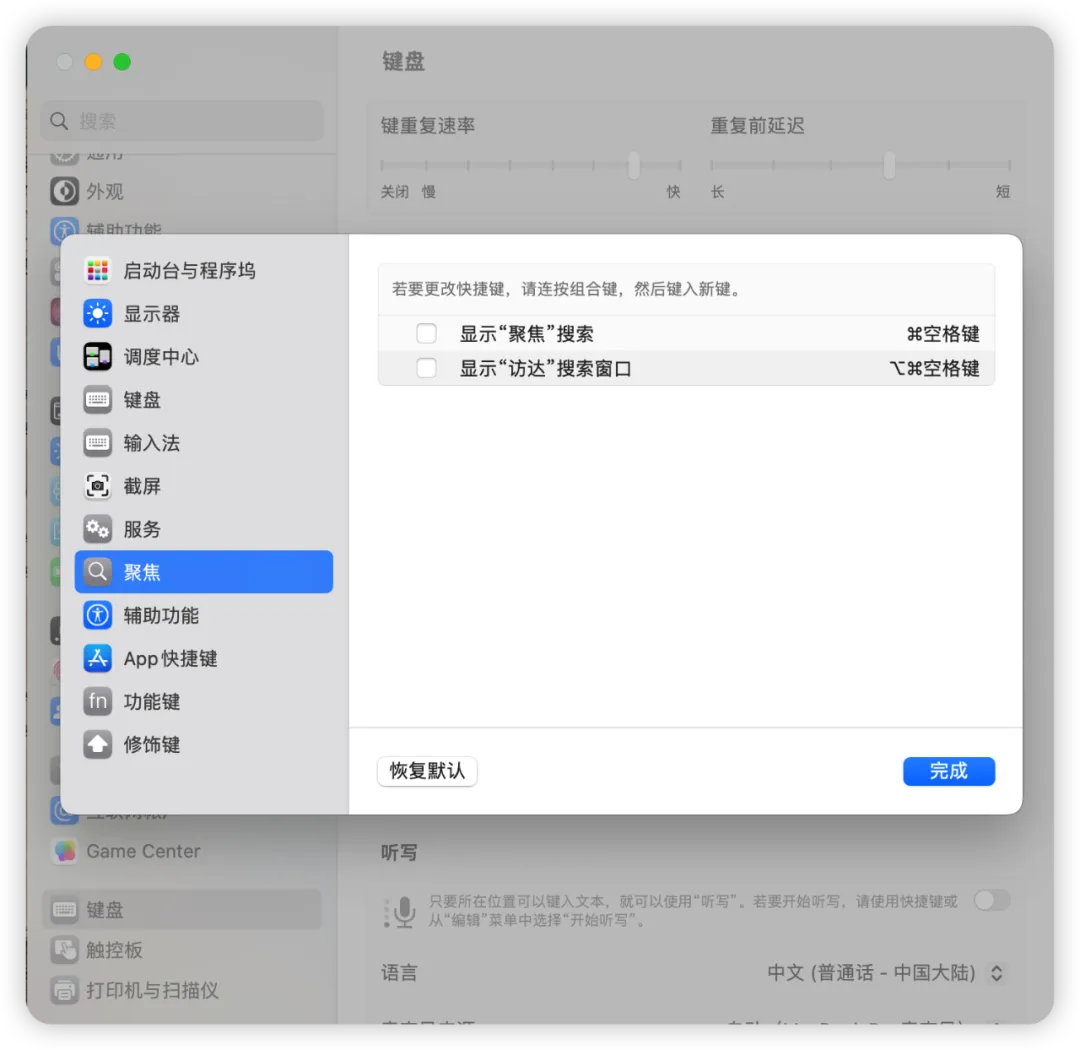 键盘
搜索
键重复速率
重复前延迟
关闭
慢
快
长
短
通用
外观
辅助功能
启动台与程序坞
显示器
调度中心
键盘
输入法
截屏
服务
聚焦
辅助功能
App 快捷键
fn 功能键
修饰键
若要更改快捷键，请连按组合键，然后键入新键。
显示“聚焦”搜索 ⌘空格键
显示“访达”搜索窗口 ⌥⌘空格键
恢复默认
完成
Game Center
键盘
触控板
打印机与扫描仪
听写
只要所在位置可以键入文本，就可以使用“听写”。若要开始听写，请使用快捷键或
从“编辑”菜单中选择“开始听写”。
语言
中文 (普通话 - 中国大陆)